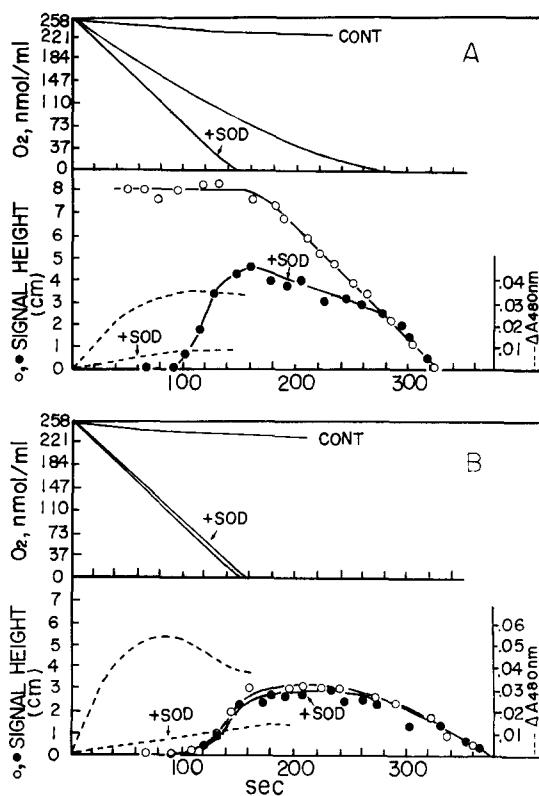 258
221
184
147
110
73
37
0
O2, nmol/ml
CONT
A
+SOD
8
7
6
5
4
3
2
1
0
○,● SIGNAL HEIGHT
(cm)
+SOD
+SOD
.04
.03
.02
.01
---ΔA480nm
100
200
300
258
221
184
147
110
73
37
0
O2, nmol/ml
CONT
B
+SOD
7
6
5
4
3
2
1
0
○,● SIGNAL HEIGHT
(cm)
+SOD
+SOD
.06
.05
.04
.03
.02
.01
---ΔA480nm
100
200
300
sec